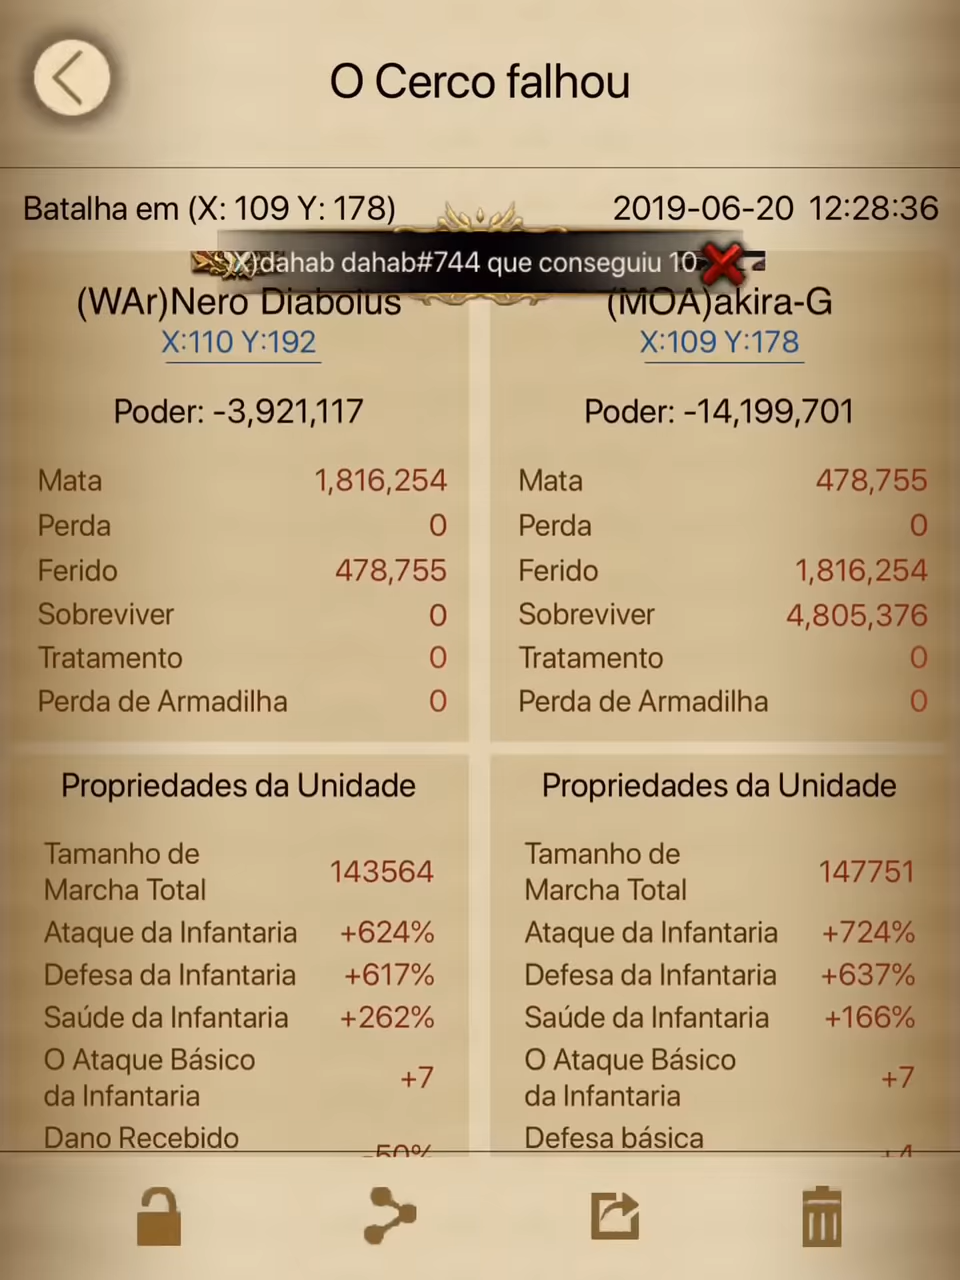 O Cerco falhou
Batalha em (X: 109 Y: 178) 2019-06-20 12:28:36
X)dahab dahab#744 que conseguiu 10
(WAr)Nero Diabolus (MOA)akira-G
X:110 Y:192 X:109 Y:178
Poder: -3,921,117 Poder: -14,199,701
Mata 1,816,254 Mata 478,755
Perda 0 Perda 0
Ferido 478,755 Ferido 1,816,254
Sobreviver 0 Sobreviver 4,805,376
Tratamento 0 Tratamento 0
Perda de Armadilha 0 Perda de Armadilha 0
Propriedades da Unidade Propriedades da Unidade
Tamanho de Marcha Total 143564 Tamanho de Marcha Total 147751
Ataque da Infantaria +624% Ataque da Infantaria +724%
Defesa da Infantaria +617% Defesa da Infantaria +637%
Saúde da Infantaria +262% Saúde da Infantaria +166%
O Ataque Básico da Infantaria +7 O Ataque Básico da Infantaria +7
Dano Recebido -50% Defesa básica +4